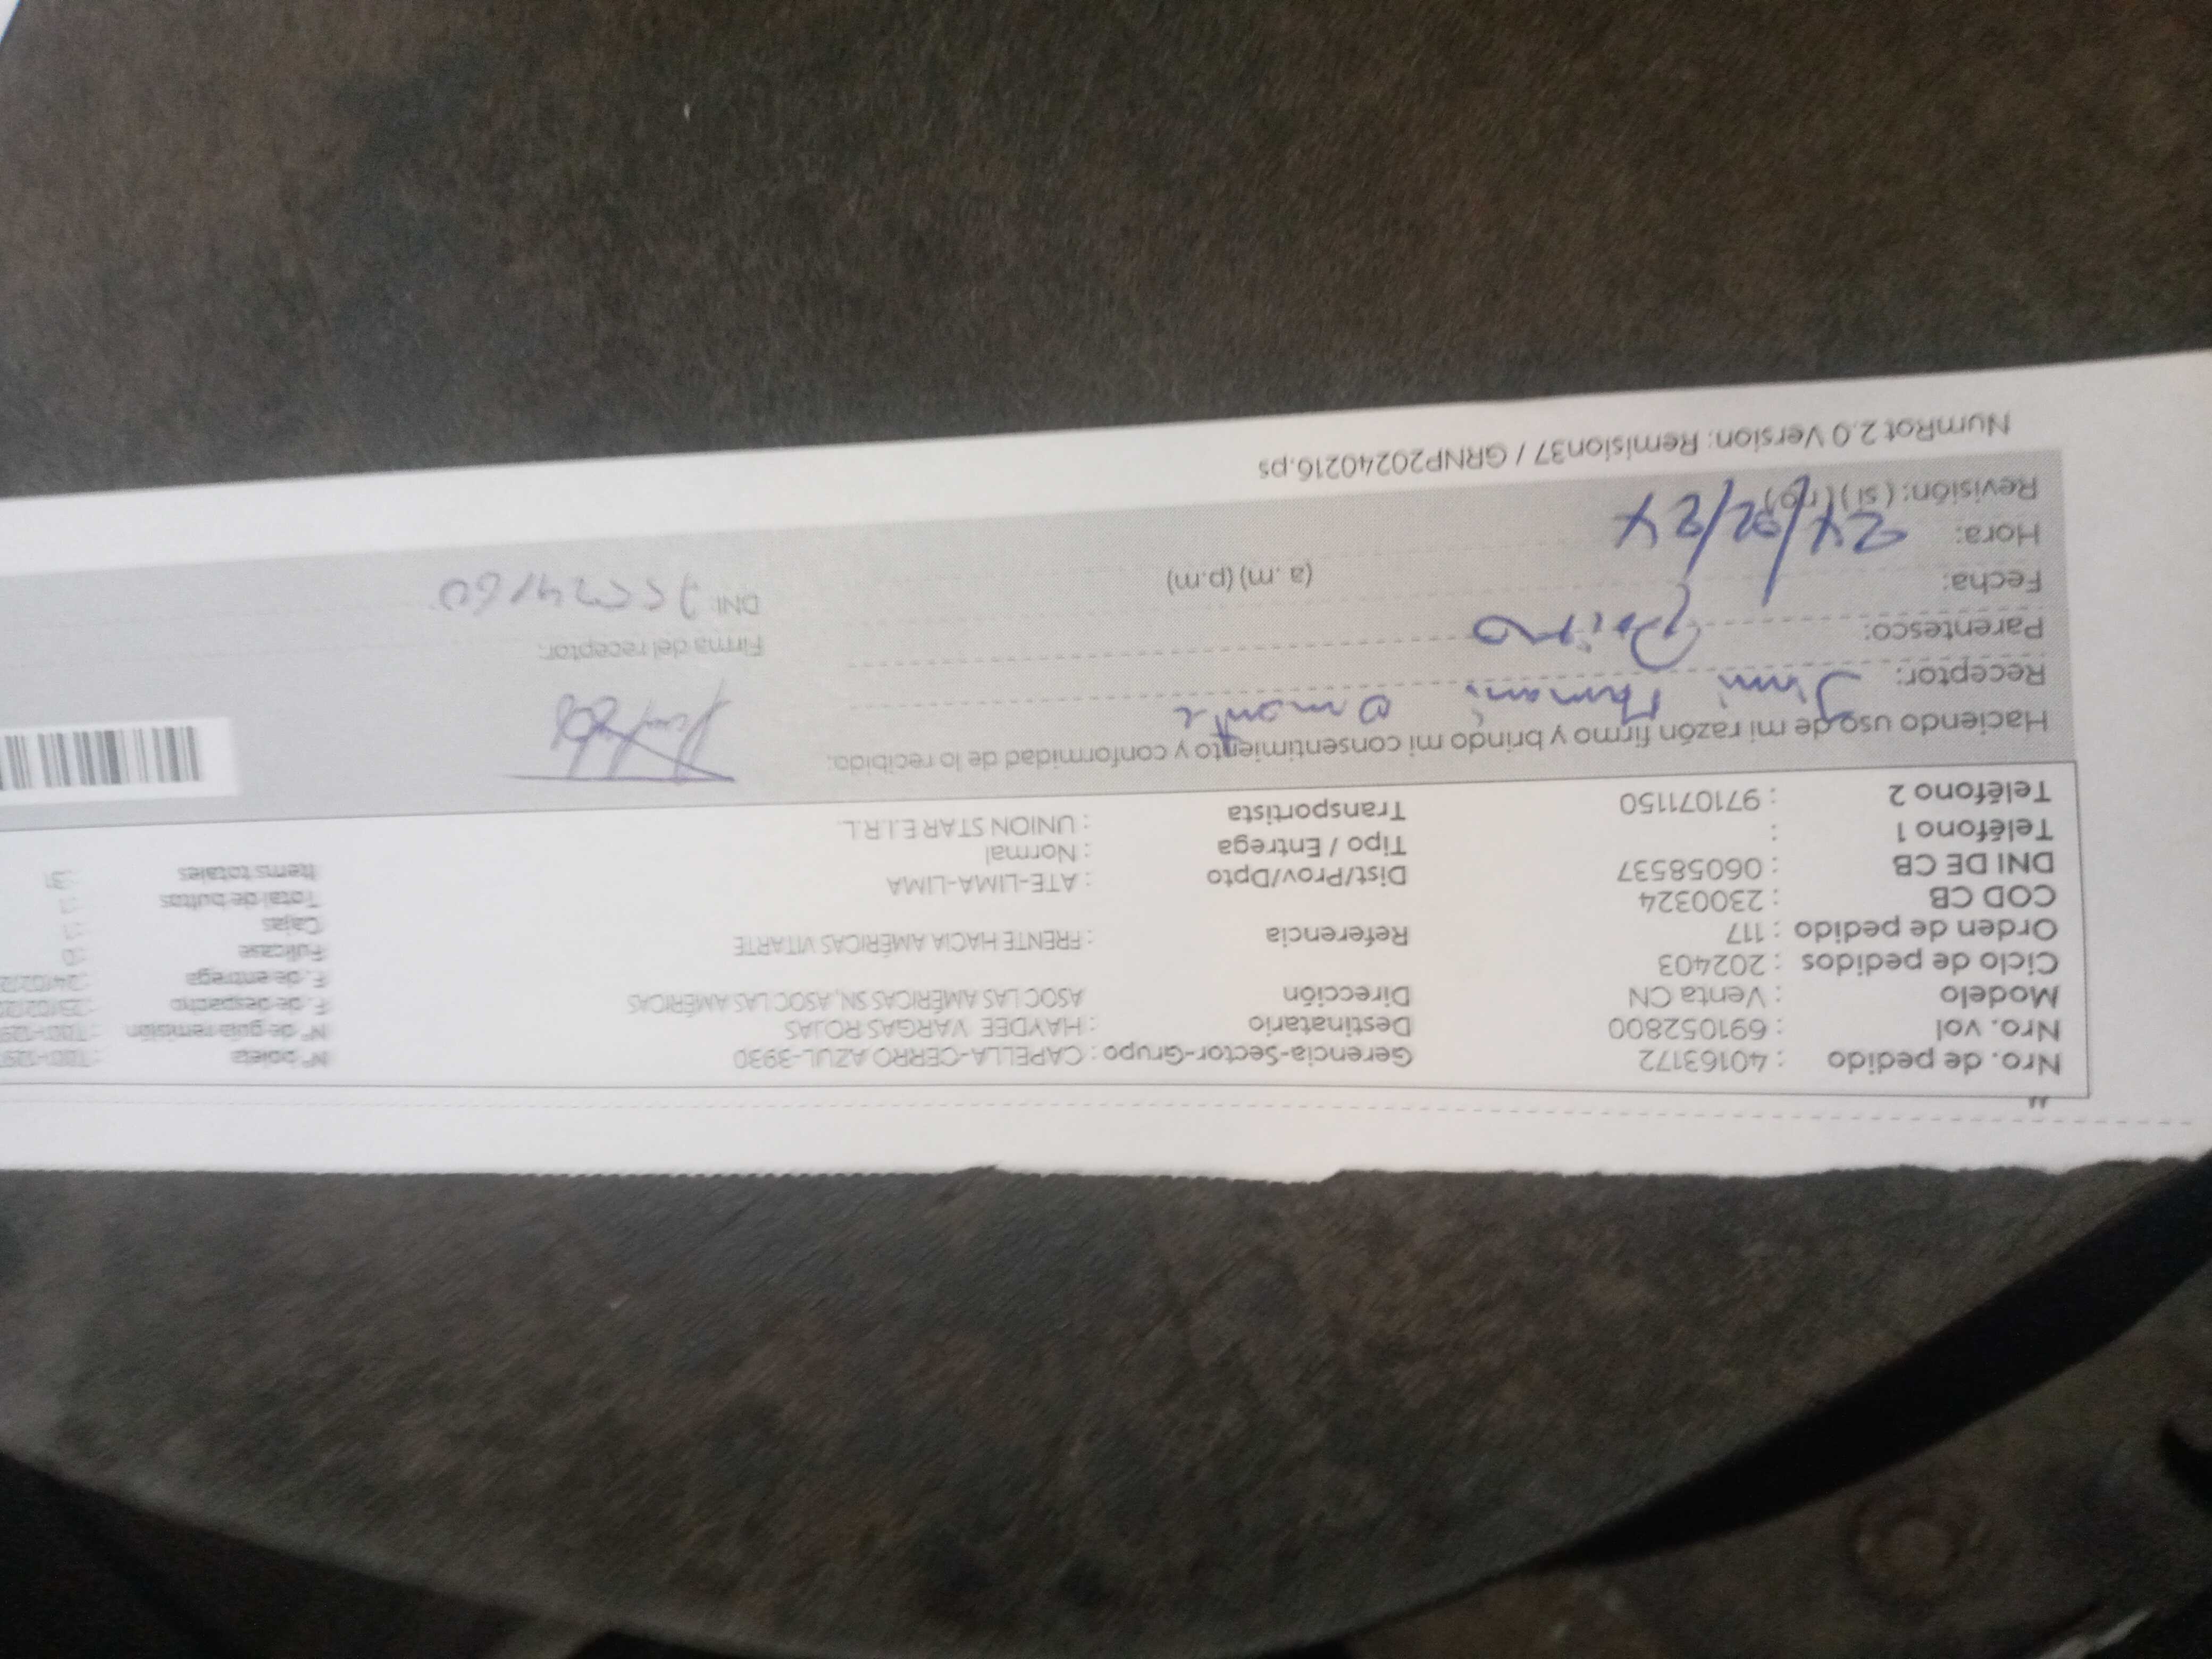 Nro. de pedido : 40163172 Gerencia-Sector-Grupo : CAPELLA-CERRO AZUL-3930 Nº boleta
Nro. vol : 691052800 Destinatario : HAYDEE VARGAS ROJAS Nº de guía remisión
Modelo : Venta CN Dirección ASOC LAS AMÉRICAS SN, ASOC LAS AMÉRICAS F. de despacho
Ciclo de pedidos : 202403 F. de entrega
Orden de pedido : 117 Referencia : FRENTE HACIA AMÉRICAS VITARTE Fullcase
COD CB : 2300324 Cajas
DNI DE CB : 06058537 Dist/Prov/Dpto : ATE-LIMA-LIMA Total de bultos
Teléfono 1 : Tipo / Entrega : Normal Items totales
Teléfono 2 : 971071150 Transportista : UNION STAR E.I.R.L.
Haciendo uso de mi razón firmo y brindo mi consentimiento y conformidad de lo recibido.
Receptor: Jimi Mamani
Parentesco: Firma del receptor:
Fecha: DNI:
Hora: 24/02/24 (a. m) (p.m)
Revisión: ( si ) ( no )
NumRot 2.0 Version: Remision37 / GRNP20240216.ps